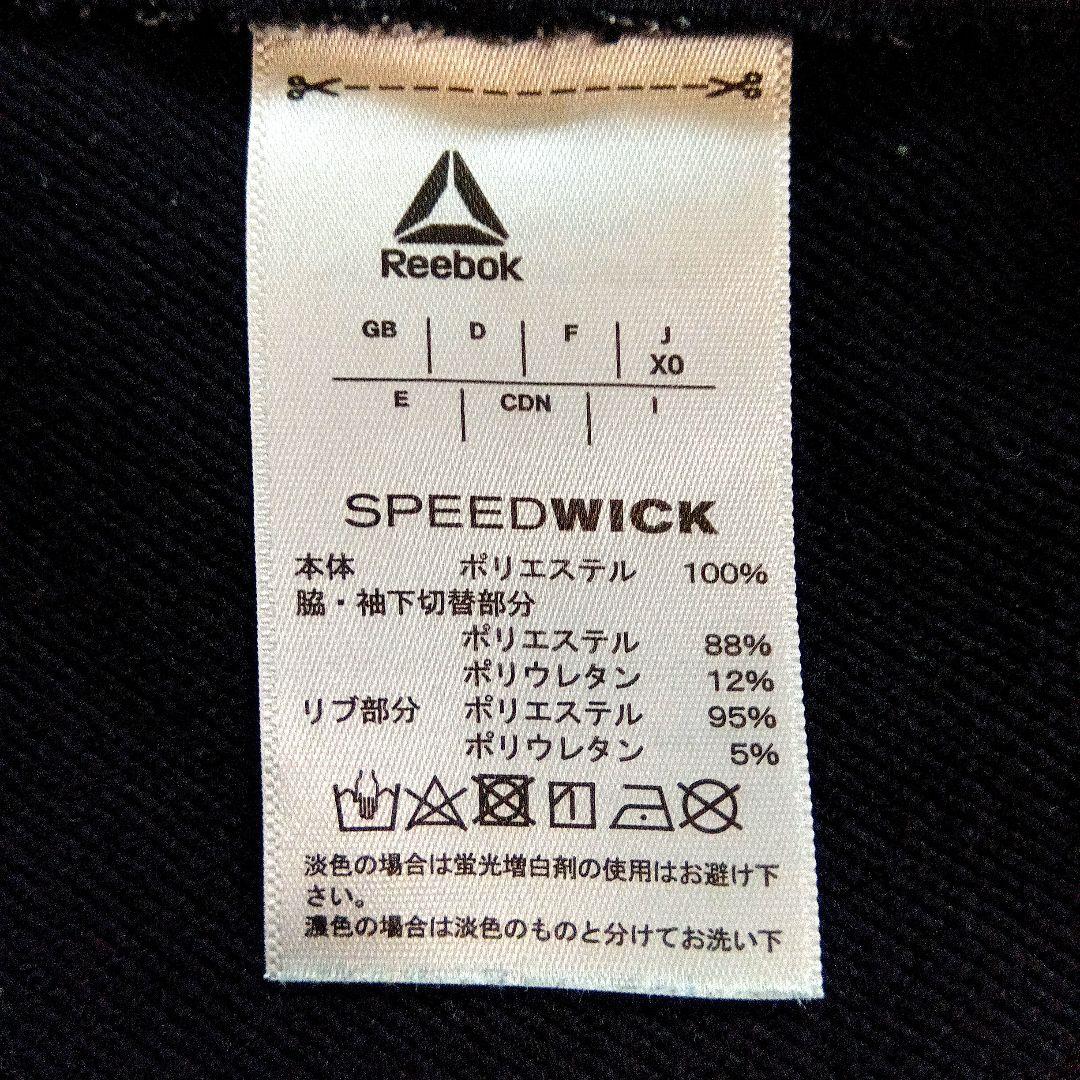 Reebok
GB D F J
XO
E CDN I
SPEEDWICK
本体 ポリエステル 100%
脇・袖下切替部分
ポリエステル 88%
ポリウレタン 12%
リブ部分 ポリエステル 95%
ポリウレタン 5%
淡色の場合は蛍光増白剤の使用はお避け下
さい。
濃色の場合は淡色のものと分けてお洗い下